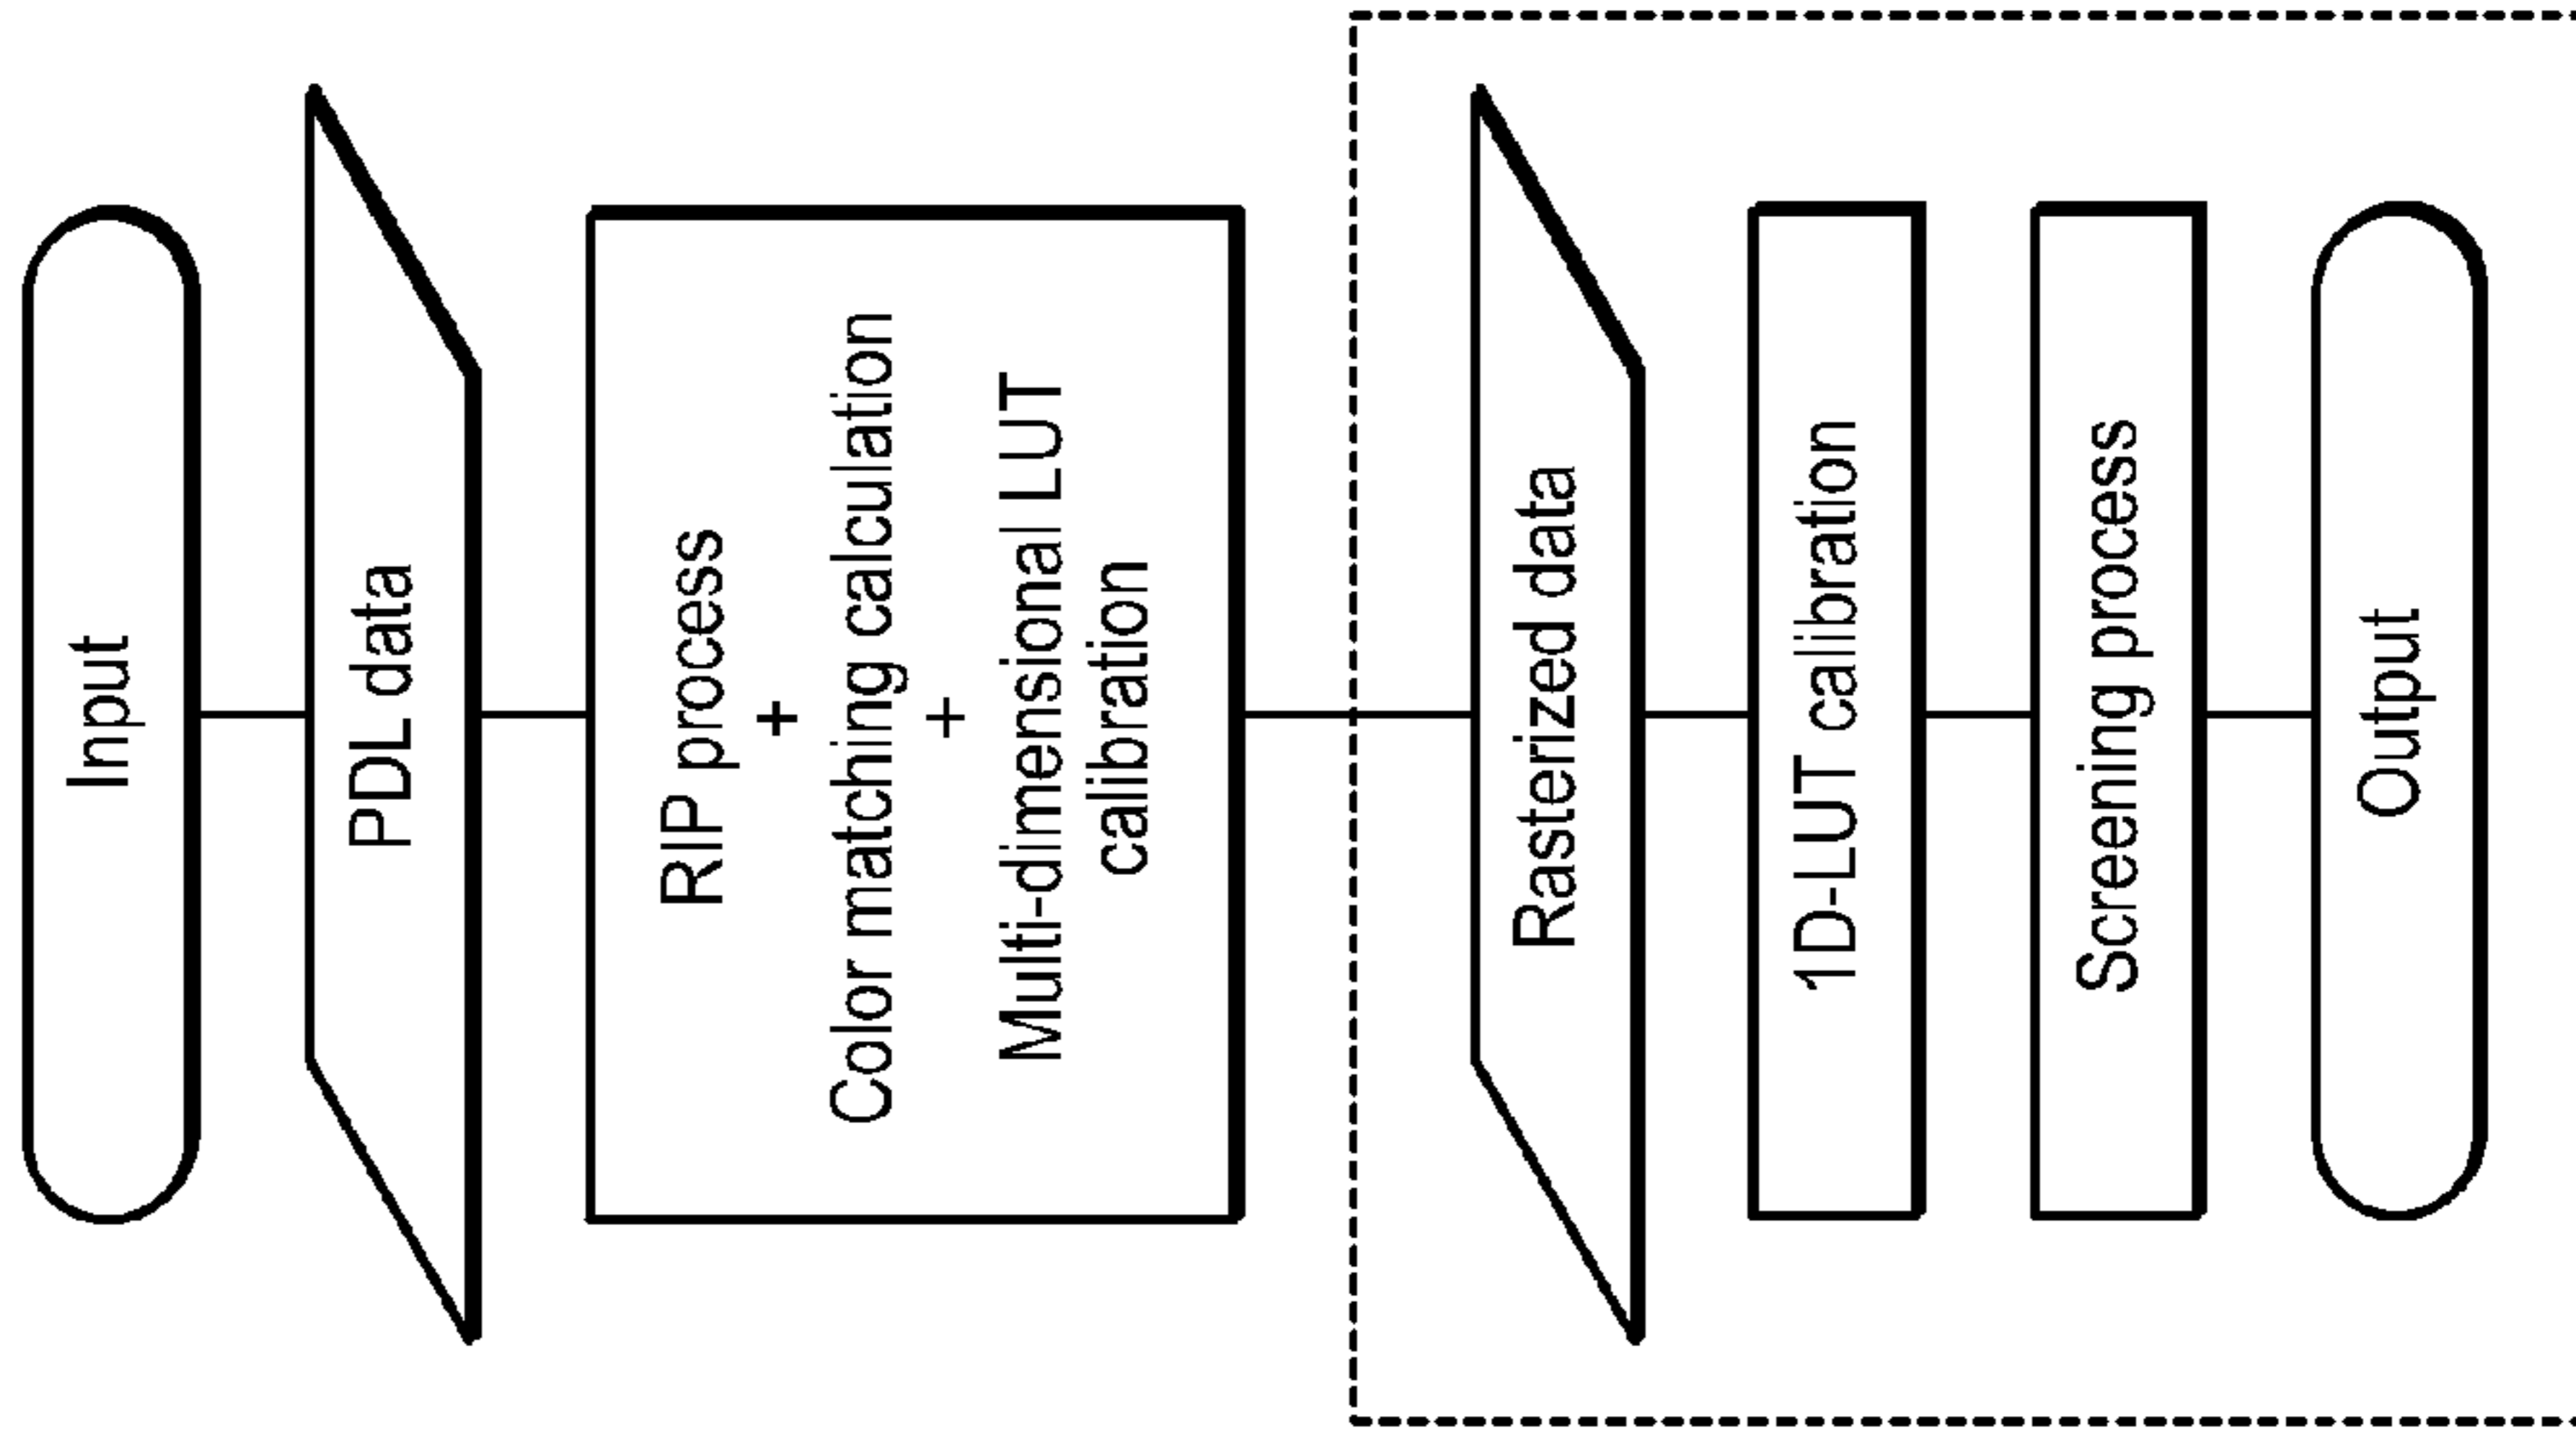 Input
PDL data
RIP process
+
Color matching calculation
+
Multi-dimensional LUT
calibration
Rasterized data
1D-LUT calibration
Screening process
Output